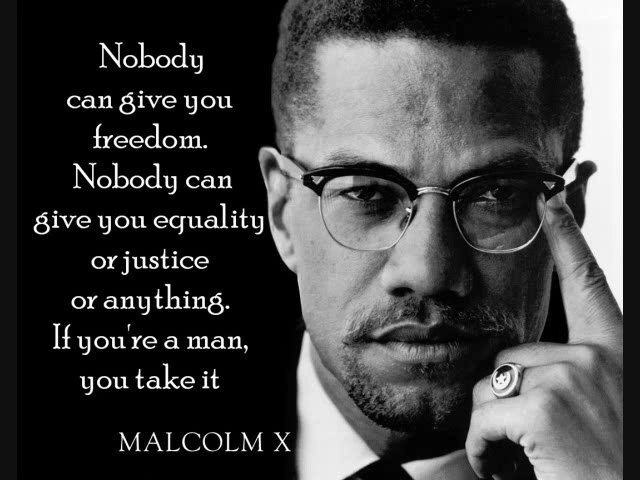 Nobody
can give you
freedom.
Nobody can
give you equality
or justice
or anything.
If you're a man,
you take it
MALCOLM X